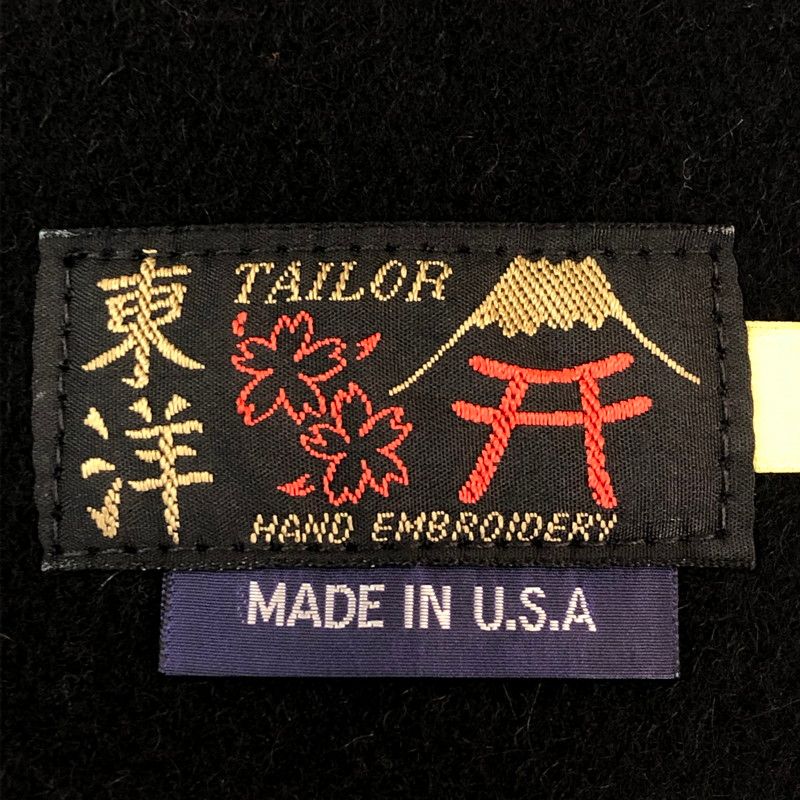 東洋
TAILOR
HAND EMBROIDERY
MADE IN U.S.A